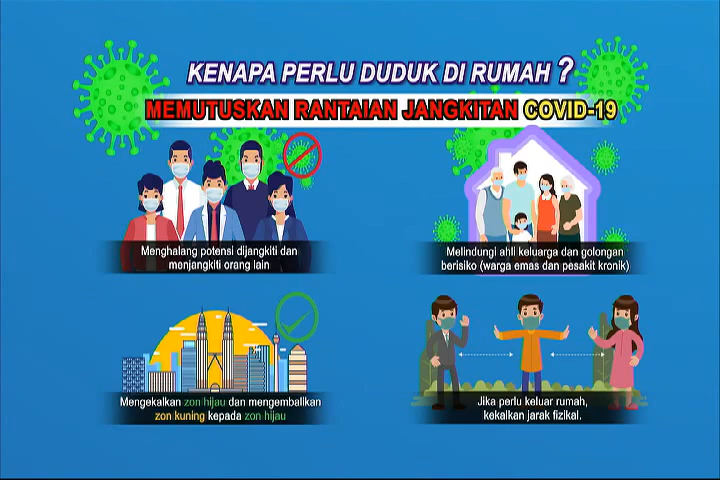 KENAPA PERLU DUDUK DI RUMAH ?
MEMUTUSKAN RANTAIAN JANGKITAN COVID-19
Menghalang potensi dijangkiti dan
menjangkiti orang lain
Melindungi ahli keluarga dan golongan
berisiko (warga emas dan pesakit kronik)
Mengekalkan zon hijau dan mengembalikan
zon kuning kepada zon hijau
Jika perlu keluar rumah,
kekalkan jarak fizikal.